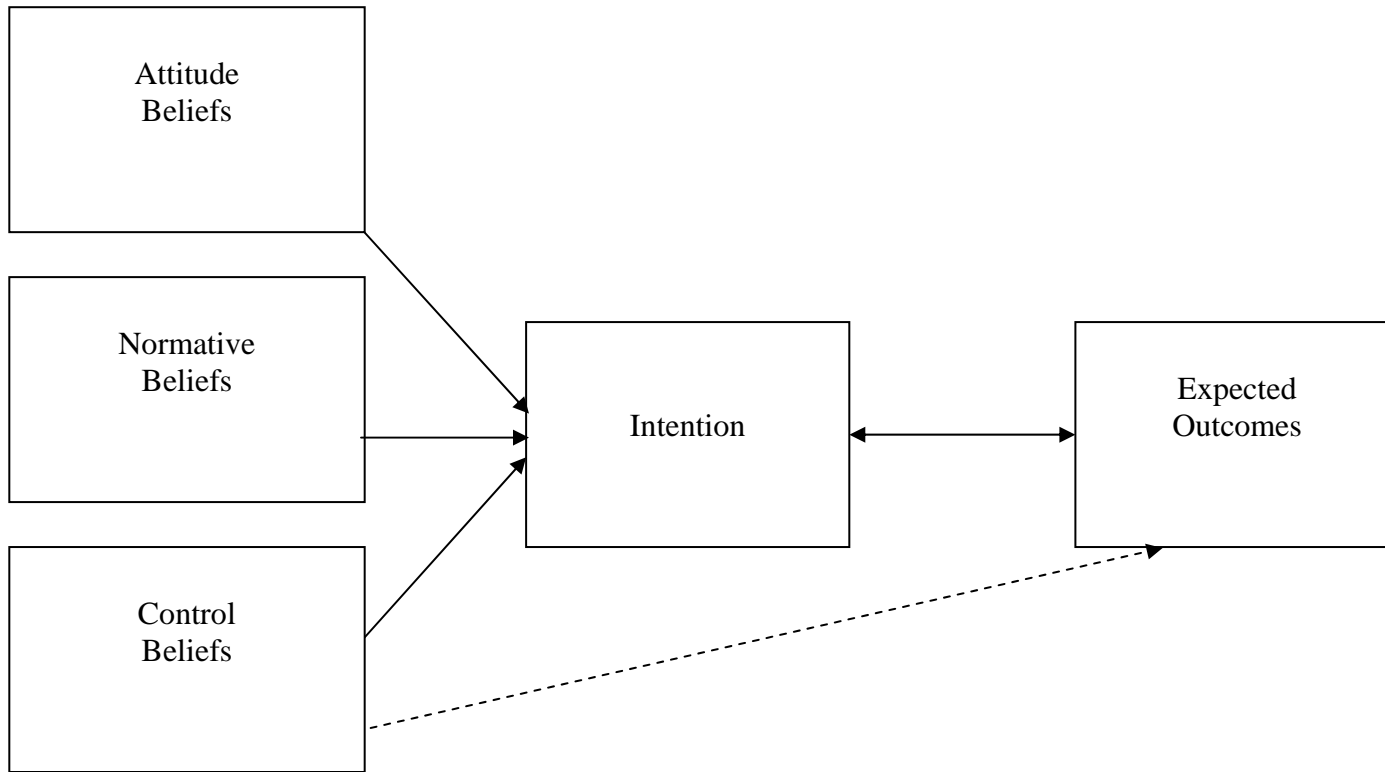 Attitude
Beliefs
Normative
Beliefs
Control
Beliefs
Intention
Expected
Outcomes